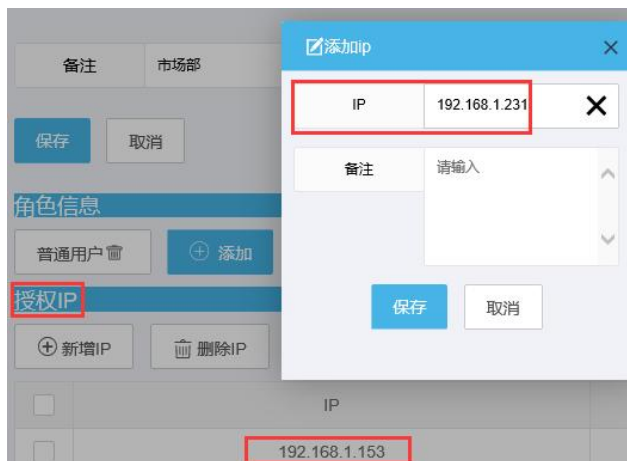 添加ip
备注 市场部
IP 192.168.1.231
保存 取消
备注 请输入
角色信息
普通用户 添加
授权IP
保存 取消
新增IP 删除IP
IP
192.168.1.153